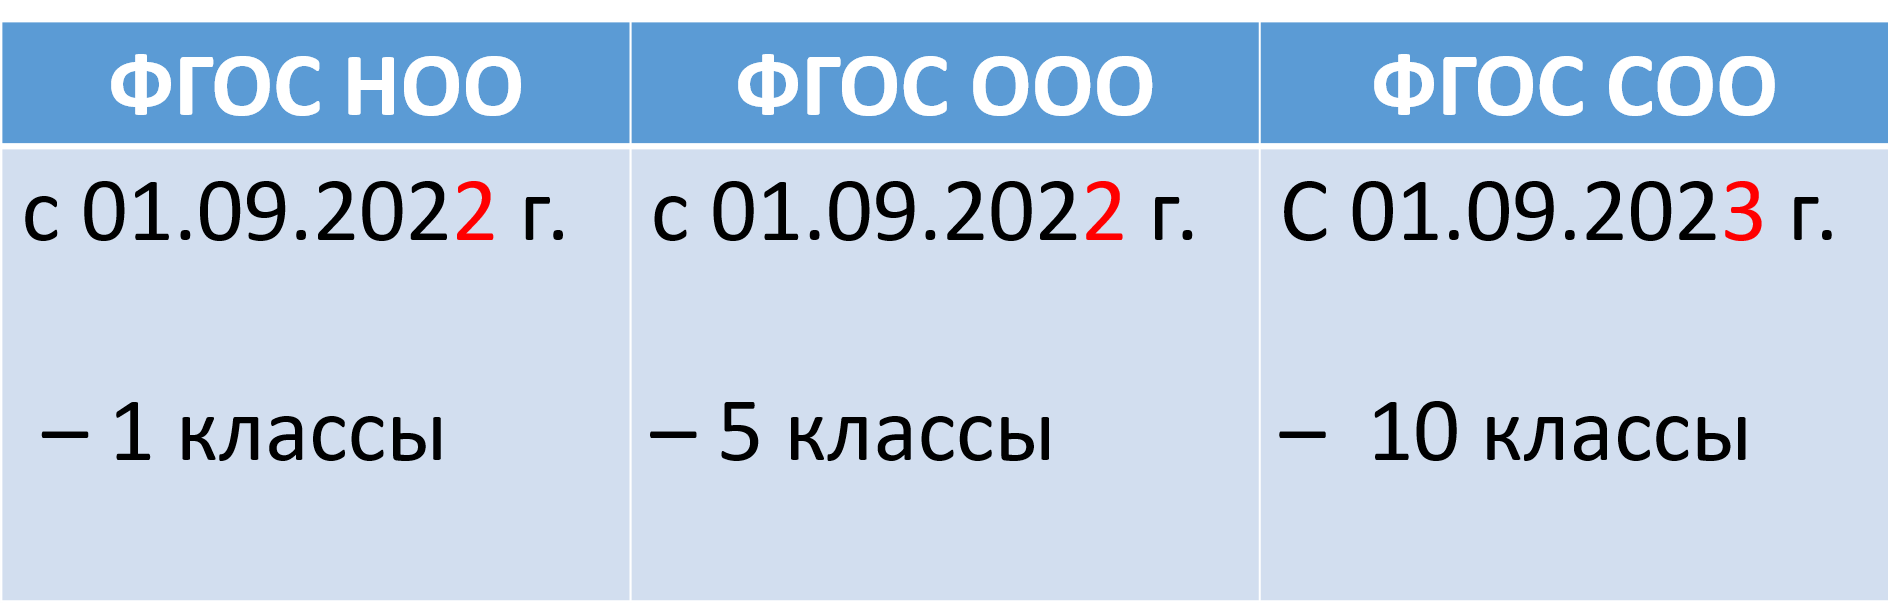 ФГОС НОО
ФГОС ООО
ФГОС СОО
с 01.09.2022 г.
– 1 классы
с 01.09.2022 г.
– 5 классы
С 01.09.2023 г.
– 10 классы